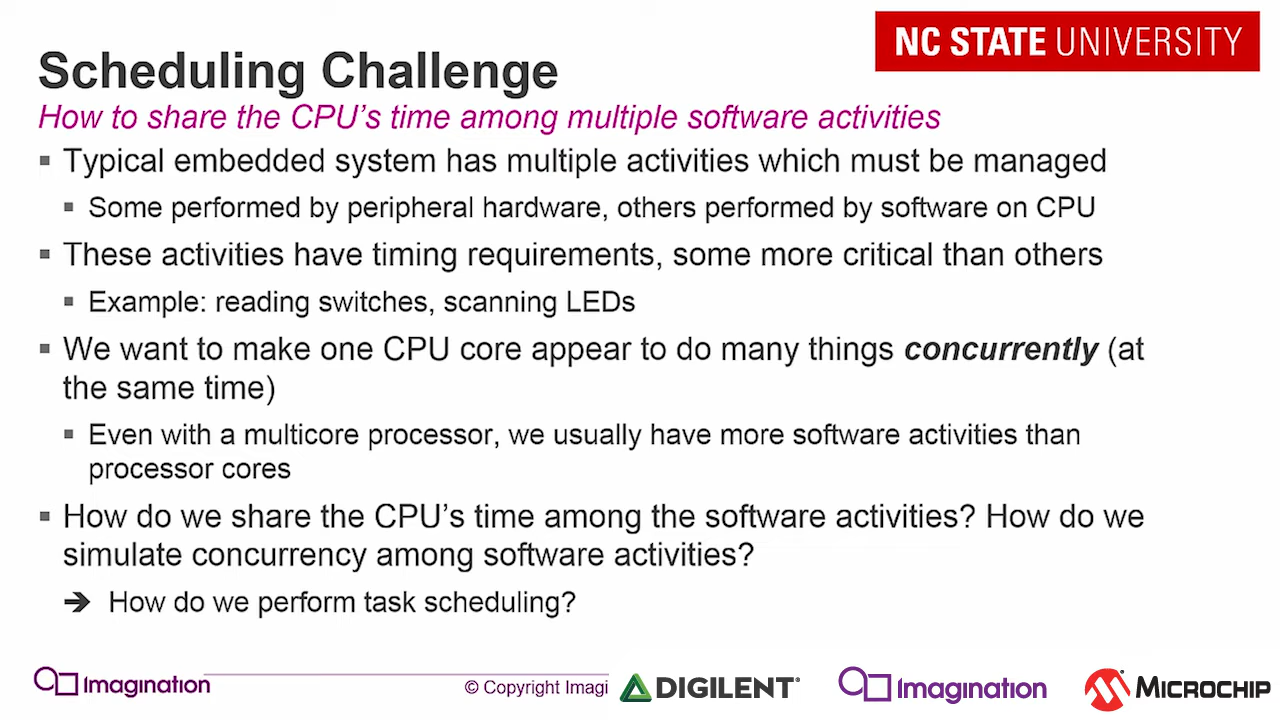 NC STATE UNIVERSITY
Scheduling Challenge
How to share the CPU's time among multiple software activities
▪ Typical embedded system has multiple activities which must be managed
▪ Some performed by peripheral hardware, others performed by software on CPU
▪ These activities have timing requirements, some more critical than others
▪ Example: reading switches, scanning LEDs
▪ We want to make one CPU core appear to do many things concurrently (at
the same time)
▪ Even with a multicore processor, we usually have more software activities than
processor cores
▪ How do we share the CPU's time among the software activities? How do we
simulate concurrency among software activities?
➔ How do we perform task scheduling?
Imagination © Copyright Imagi DIGILENT® Imagination MICROCHIP